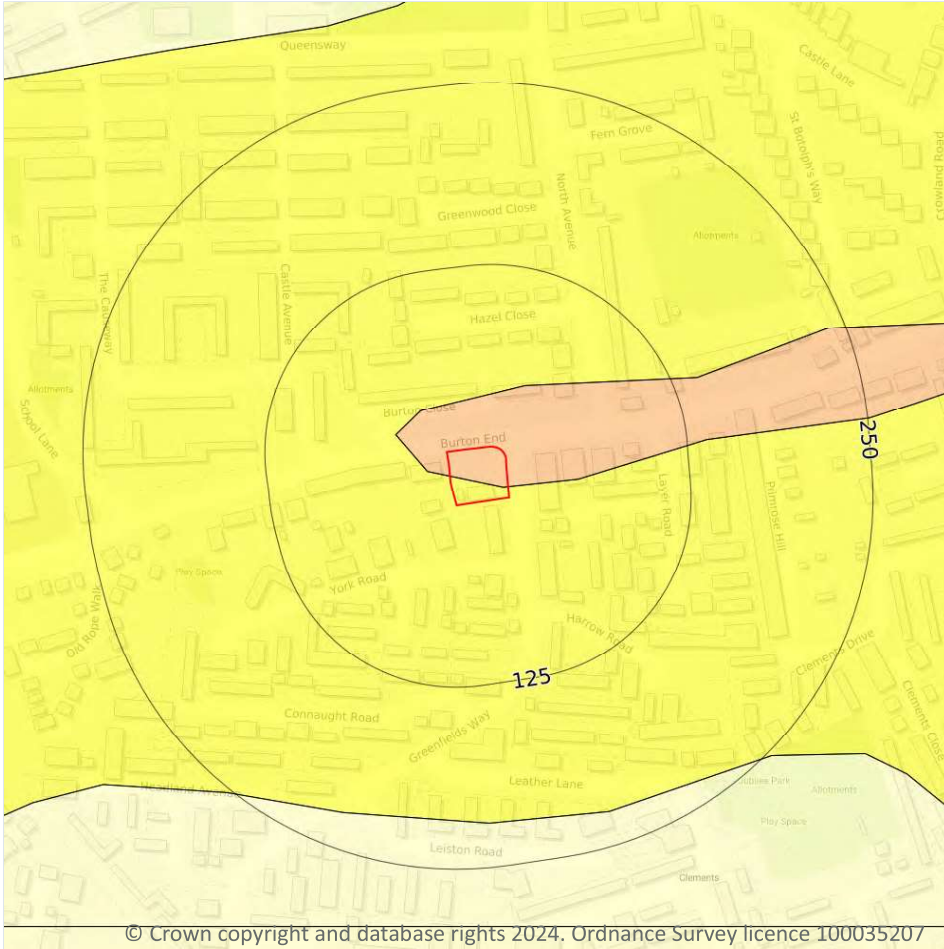 Queensway
Castle Lane
Fern Grove
St Botolph's Way
Crowland Road
North Avenue
Greenwood Close
Allotments
The Causeway
Castle Avenue
Hazel Close
Allotments
School Lane
Burton Close
Burton End
250
Layer Road
Primrose Hill
Play Space
York Road
Old Rope Walk
Harrow Road
Clements Drive
125
Connaught Road
Greenfields Way
Clements Close
Leather Lane
Headland Avenue
Park
Allotments
Play Space
Leiston Road
Clements
© Crown copyright and database rights 2024. Ordnance Survey licence 100035207